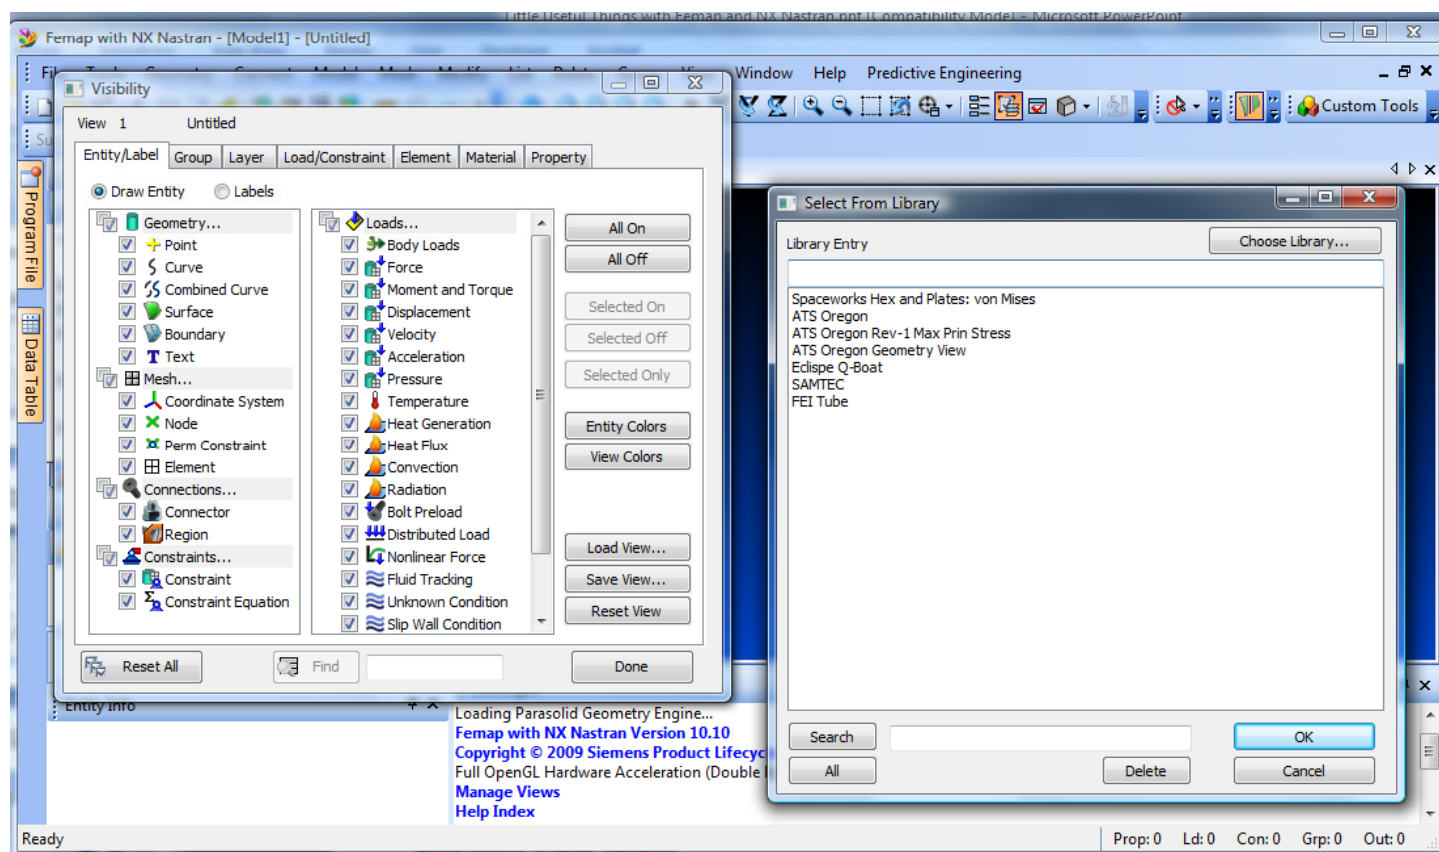 Little Useful Things with Femap and NX Nastran.ppt [Compatibility Mode] - Microsoft PowerPoint
Femap with NX Nastran - [Model1] - [Untitled]
Window Help Predictive Engineering
Custom Tools
Visibility
View 1 Untitled
Entity/Label Group Layer Load/Constraint Element Material Property
Draw Entity Labels
Geometry...
Point
Curve
Combined Curve
Surface
Boundary
Text
Mesh...
Coordinate System
Node
Perm Constraint
Element
Connections...
Connector
Region
Constraints...
Constraint
Constraint Equation
Loads...
Body Loads
Force
Moment and Torque
Displacement
Velocity
Acceleration
Pressure
Temperature
Heat Generation
Heat Flux
Convection
Radiation
Bolt Preload
Distributed Load
Nonlinear Force
Fluid Tracking
Unknown Condition
Slip Wall Condition
All On
All Off
Selected On
Selected Off
Selected Only
Entity Colors
View Colors
Load View...
Save View...
Reset View
Reset All
Find
Done
Program File
Data Table
Select From Library
Library Entry
Choose Library...
Spaceworks Hex and Plates: von Mises
ATS Oregon
ATS Oregon Rev-1 Max Prin Stress
ATS Oregon Geometry View
Eclispe Q-Boat
SAMTEC
FEI Tube
Search
OK
All
Delete
Cancel
Entity Info
Loading Parasolid Geometry Engine...
Femap with NX Nastran Version 10.10
Copyright © 2009 Siemens Product Lifecyc
Full OpenGL Hardware Acceleration (Double
Manage Views
Help Index
Ready
Prop: 0 Ld: 0 Con: 0 Grp: 0 Out: 0